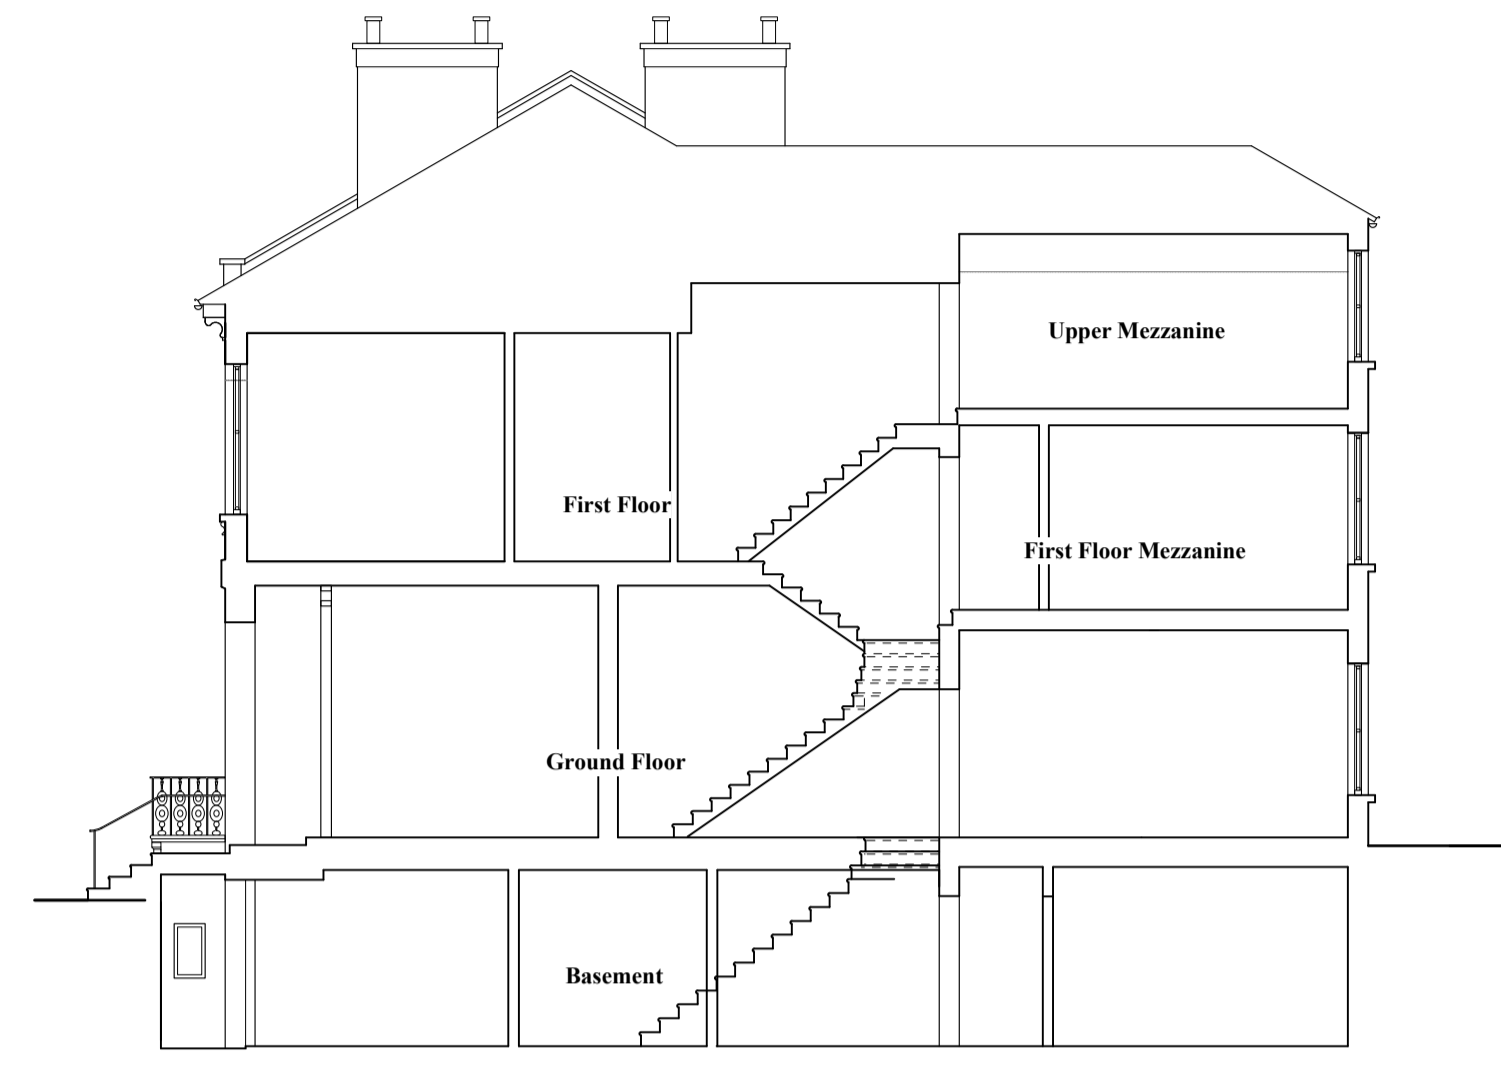 Upper Mezzanine
First Floor
First Floor Mezzanine
Ground Floor
Basement